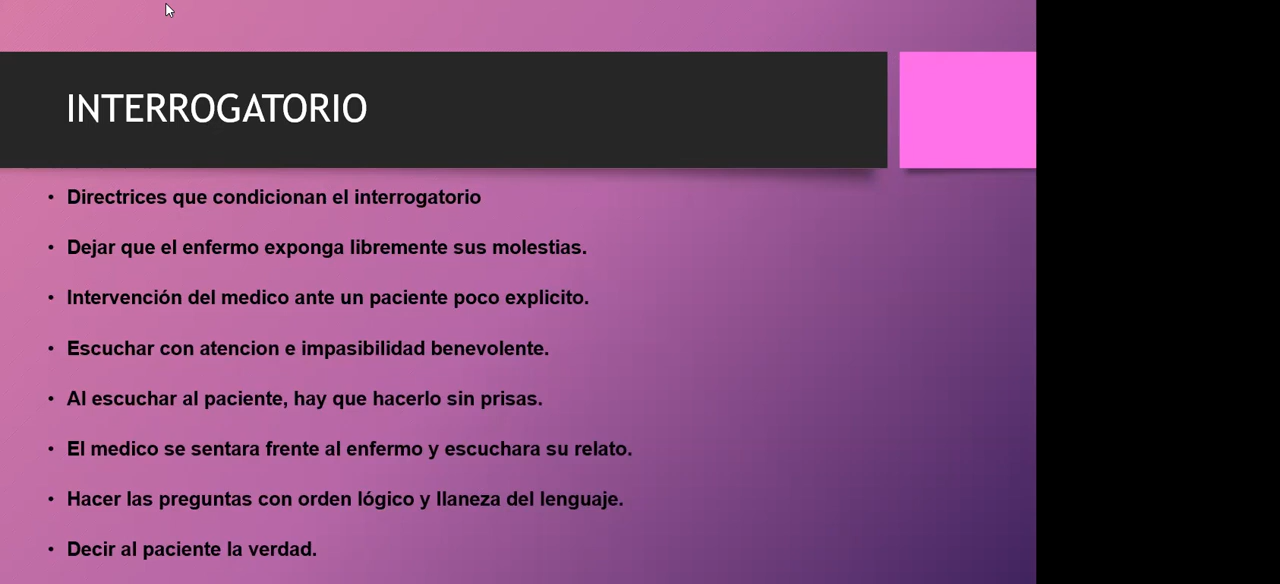 INTERROGATORIO
• Directrices que condicionan el interrogatorio
• Dejar que el enfermo exponga libremente sus molestias.
• Intervención del medico ante un paciente poco explicito.
• Escuchar con atencion e impasibilidad benevolente.
• Al escuchar al paciente, hay que hacerlo sin prisas.
• El medico se sentara frente al enfermo y escuchara su relato.
• Hacer las preguntas con orden lógico y llaneza del lenguaje.
• Decir al paciente la verdad.